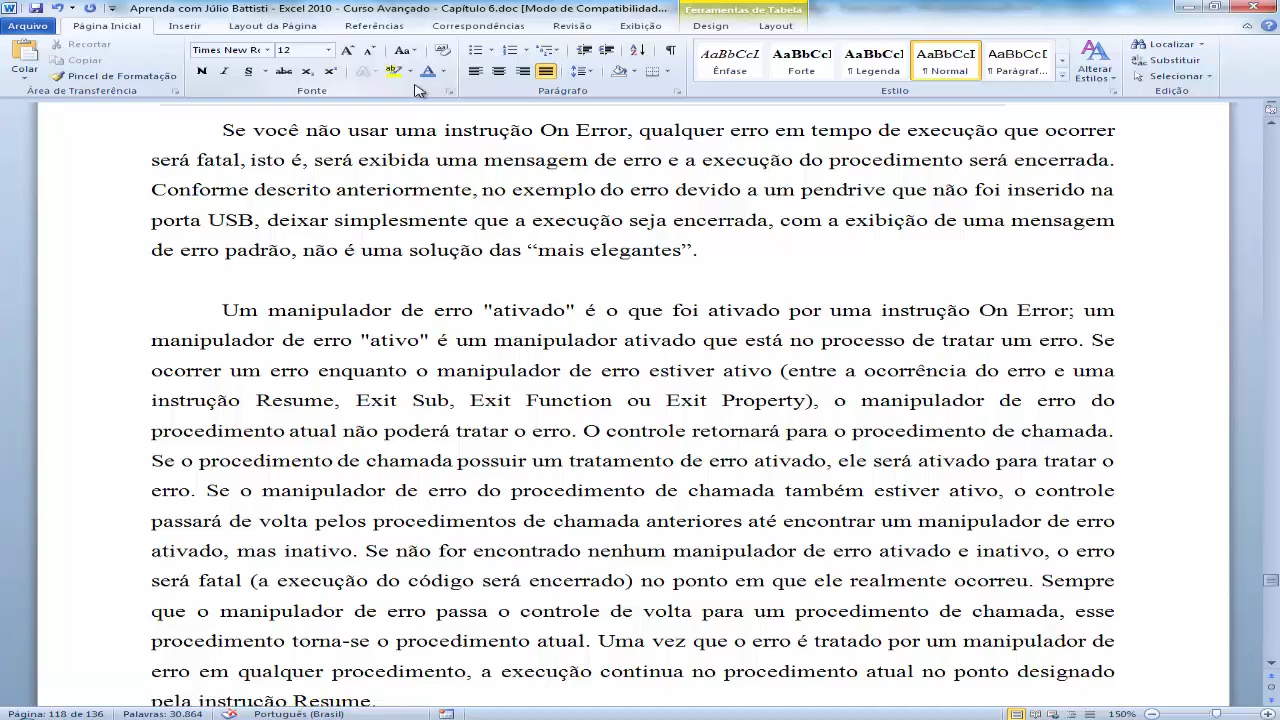 Aprenda com Júlio Battisti - Excel 2010 - Curso Avançado - Capítulo 6.doc [Modo de Compatibilidad...
Ferramentas de Tabela
Arquivo Página Inicial Inserir Layout da Página Referências Correspondências Revisão Exibição Design Layout
Colar
Recortar
Copiar
Pincel de Formatação
Área de Transferência
Times New Ro 12
Fonte
Parágrafo
AaBbCcI AaBbCcl AaBbCcl AaBbCcI AaBbCcI
Ênfase Forte ¶ Legenda ¶ Normal ¶ Parágraf...
Estilo
Alterar
Estilos
Localizar
Substituir
Selecionar
Edição
Se você não usar uma instrução On Error, qualquer erro em tempo de execução que ocorrer
será fatal, isto é, será exibida uma mensagem de erro e a execução do procedimento será encerrada.
Conforme descrito anteriormente, no exemplo do erro devido a um pendrive que não foi inserido na
porta USB, deixar simplesmente que a execução seja encerrada, com a exibição de uma mensagem
de erro padrão, não é uma solução das “mais elegantes”.
Um manipulador de erro "ativado" é o que foi ativado por uma instrução On Error; um
manipulador de erro "ativo" é um manipulador ativado que está no processo de tratar um erro. Se
ocorrer um erro enquanto o manipulador de erro estiver ativo (entre a ocorrência do erro e uma
instrução Resume, Exit Sub, Exit Function ou Exit Property), o manipulador de erro do
procedimento atual não poderá tratar o erro. O controle retornará para o procedimento de chamada.
Se o procedimento de chamada possuir um tratamento de erro ativado, ele será ativado para tratar o
erro. Se o manipulador de erro do procedimento de chamada também estiver ativo, o controle
passará de volta pelos procedimentos de chamada anteriores até encontrar um manipulador de erro
ativado, mas inativo. Se não for encontrado nenhum manipulador de erro ativado e inativo, o erro
será fatal (a execução do código será encerrado) no ponto em que ele realmente ocorreu. Sempre
que o manipulador de erro passa o controle de volta para um procedimento de chamada, esse
procedimento torna-se o procedimento atual. Uma vez que o erro é tratado por um manipulador de
erro em qualquer procedimento, a execução continua no procedimento atual no ponto designado
pela instrução Resume.
Página: 118 de 136 Palavras: 30.864 Português (Brasil) 150%